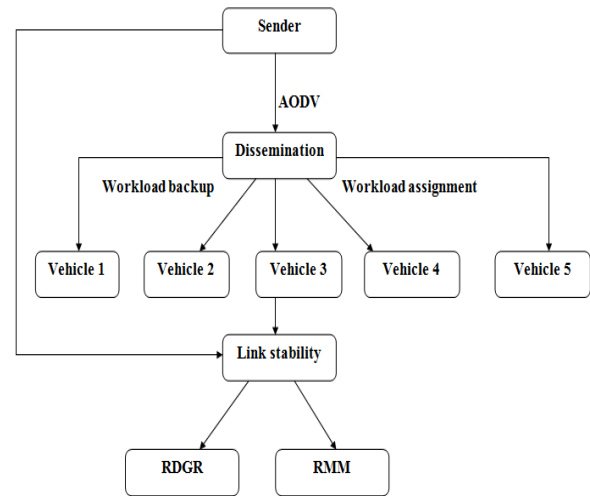 Sender
AODV
Dissemination
Workload backup
Workload assignment
Vehicle 1
Vehicle 2
Vehicle 3
Vehicle 4
Vehicle 5
Link stability
RDGR
RMM